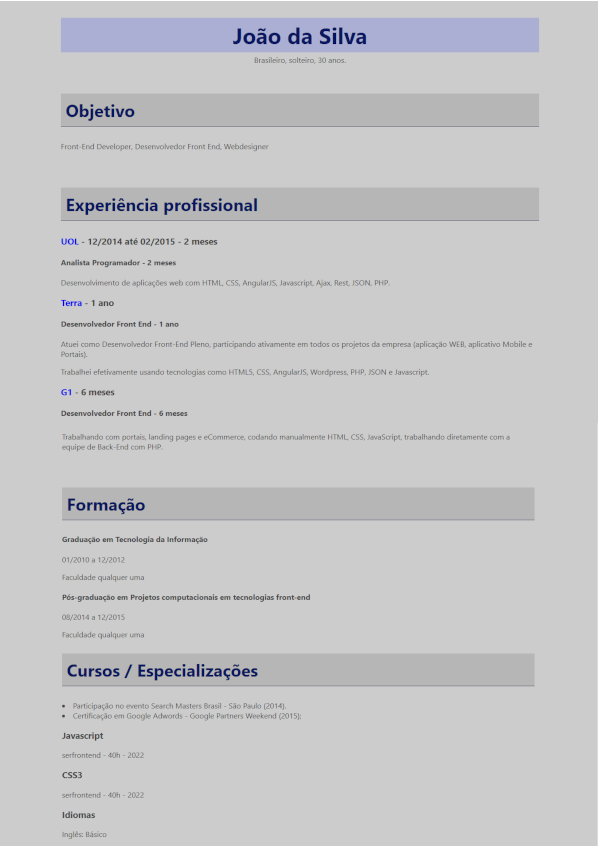 João da Silva
Brasileiro, solteiro, 30 anos.
Objetivo
Front-End Developer, Desenvolvedor Front End, Webdesigner
Experiência profissional
UOL - 12/2014 até 02/2015 - 2 meses
Analista Programador - 2 meses
Desenvolvimento de aplicações web com HTML, CSS, AngularJS, Javascript, Ajax, Rest, JSON, PHP.
Terra - 1 ano
Desenvolvedor Front End - 1 ano
Atuei como Desenvolvedor Front-End Pleno, participando ativamente em todos os projetos da empresa (aplicação WEB, aplicativo Mobile e
Portais).
Trabalhei efetivamente usando tecnologias como HTML5, CSS, AngularJS, Wordpress, PHP, JSON e Javascript.
G1 - 6 meses
Desenvolvedor Front End - 6 meses
Trabalhando com portais, landing pages e eCommerce, codando manualmente HTML, CSS, JavaScript, trabalhando diretamente com a
equipe de Back-End com PHP.
Formação
Graduação em Tecnologia da Informação
01/2010 a 12/2012
Faculdade qualquer uma
Pós-graduação em Projetos computacionais em tecnologias front-end
08/2014 a 12/2015
Faculdade qualquer uma
Cursos / Especializações
• Participação no evento Search Masters Brasil - São Paulo (2014).
• Certificação em Google Adwords - Google Partners Weekend (2015);
Javascript
serfrontend - 40h - 2022
CSS3
serfrontend - 40h - 2022
Idiomas
Inglês: Básico